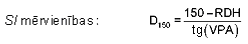 SI mērvienības: D₁₅₀ = 150-RDH / tg(VPA)